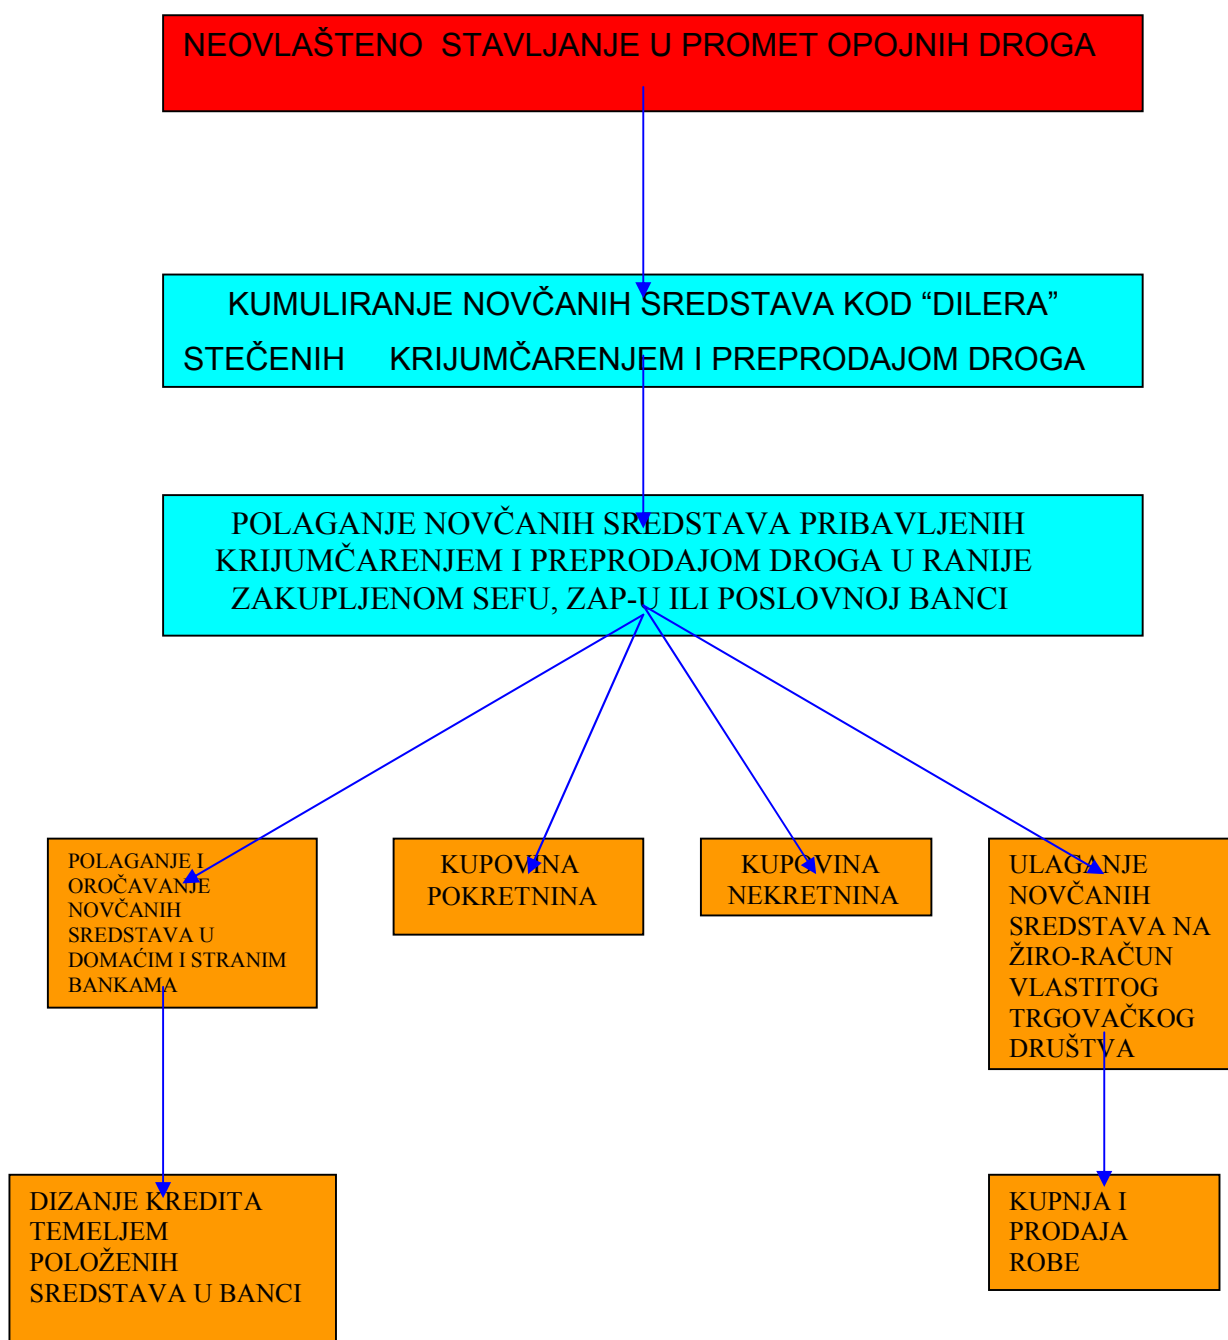 NEOVLAŠTENO STAVLJANJE U PROMET OPOJNIH DROGA
KUMULIRANJE NOVČANIH SREDSTAVA KOD “DILERA”
STEČENIH KRIJUMČARENJEM I PREPRODAJOM DROGA
POLAGANJE NOVČANIH SREDSTAVA PRIBAVLJENIH
KRIJUMČARENJEM I PREPRODAJOM DROGA U RANIJE
ZAKUPLJENOM SEFU, ZAP-U ILI POSLOVNOJ BANCI
POLAGANJE I
OROČAVANJE
NOVČANIH
SREDSTAVA U
DOMAĆIM I STRANIM
BANKAMA
KUPOVINA
POKRETNINA
KUPOVINA
NEKRETNINA
ULAGANJE
NOVČANIH
SREDSTAVA NA
ŽIRO-RAČUN
VLASTITOG
TRGOVAČKOG
DRUŠTVA
DIZANJE KREDITA
TEMELJEM
POLOŽENIH
SREDSTAVA U BANCI
KUPNJA I
PRODAJA
ROBE